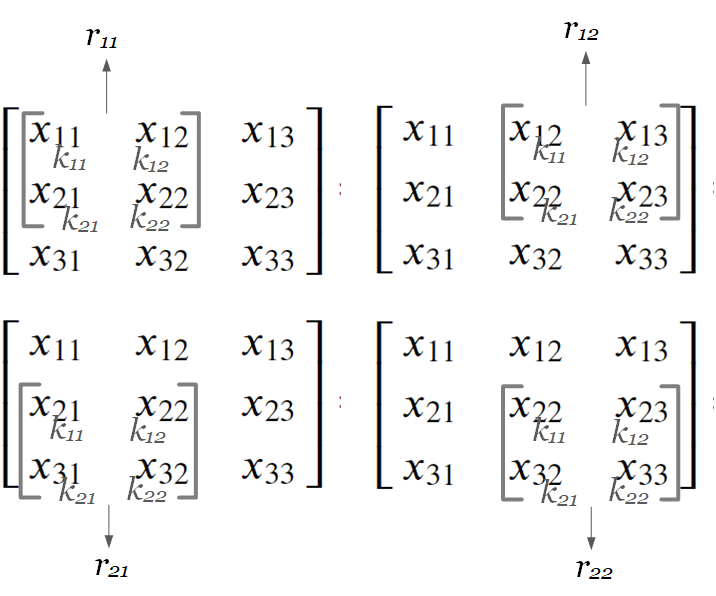 r11 r12
x11 x12 x13 x11 x12 x13
k11 k12 k11 k12
x21 x22 x23 x21 x22 x23
k21 k22 k21 k22
x31 x32 x33 x31 x32 x33
x11 x12 x13 x11 x12 x13
x21 x22 x23 x21 x22 x23
k11 k12 k11 k12
x31 x32 x33 x31 x32 x33
k21 k22 k21 k22
r21 r22